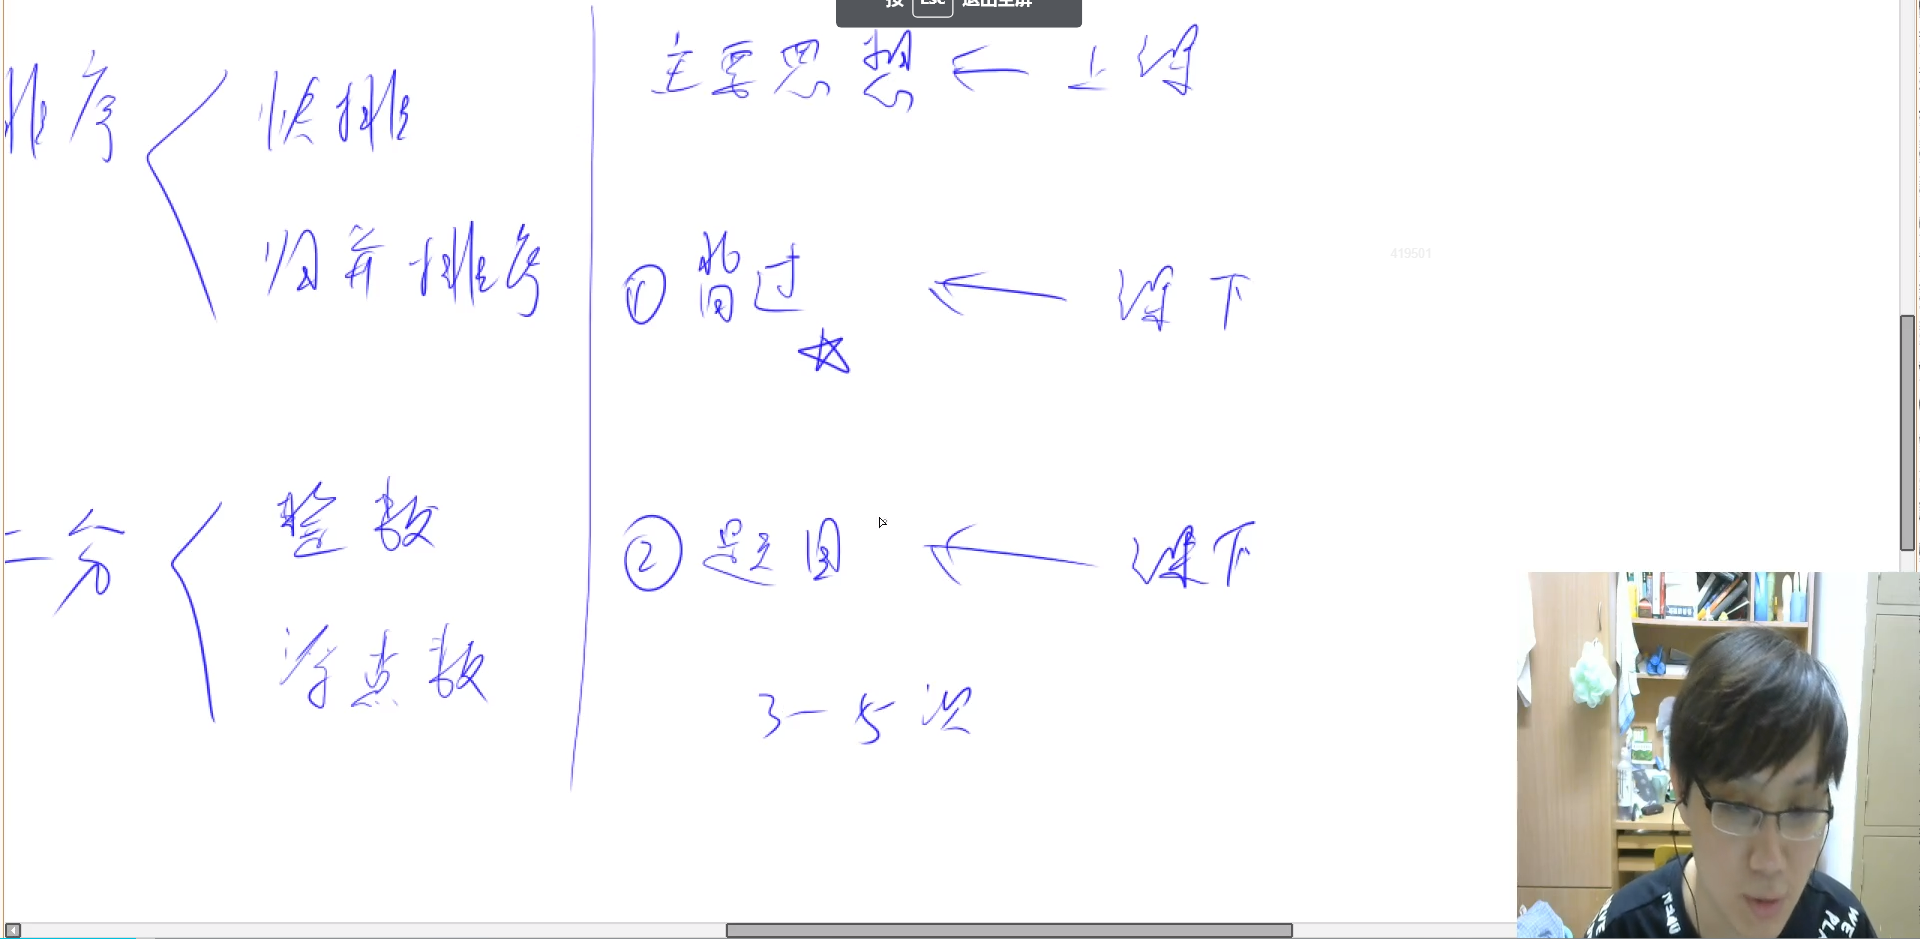 按 Esc 退出全屏
排序
快排
归并排序
二分
整数
浮点数
主要思想 ← 上课
① 背过 ← 课下
② 题目 ← 课下
3-5次
419501